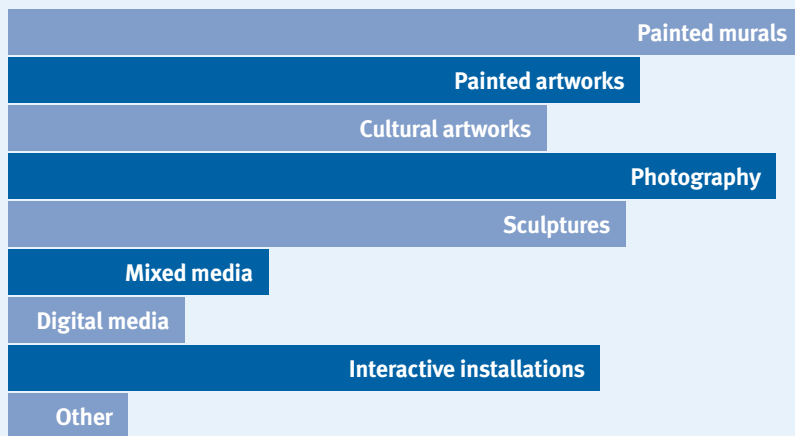 Painted murals
Painted artworks
Cultural artworks
Photography
Sculptures
Mixed media
Digital media
Interactive installations
Other